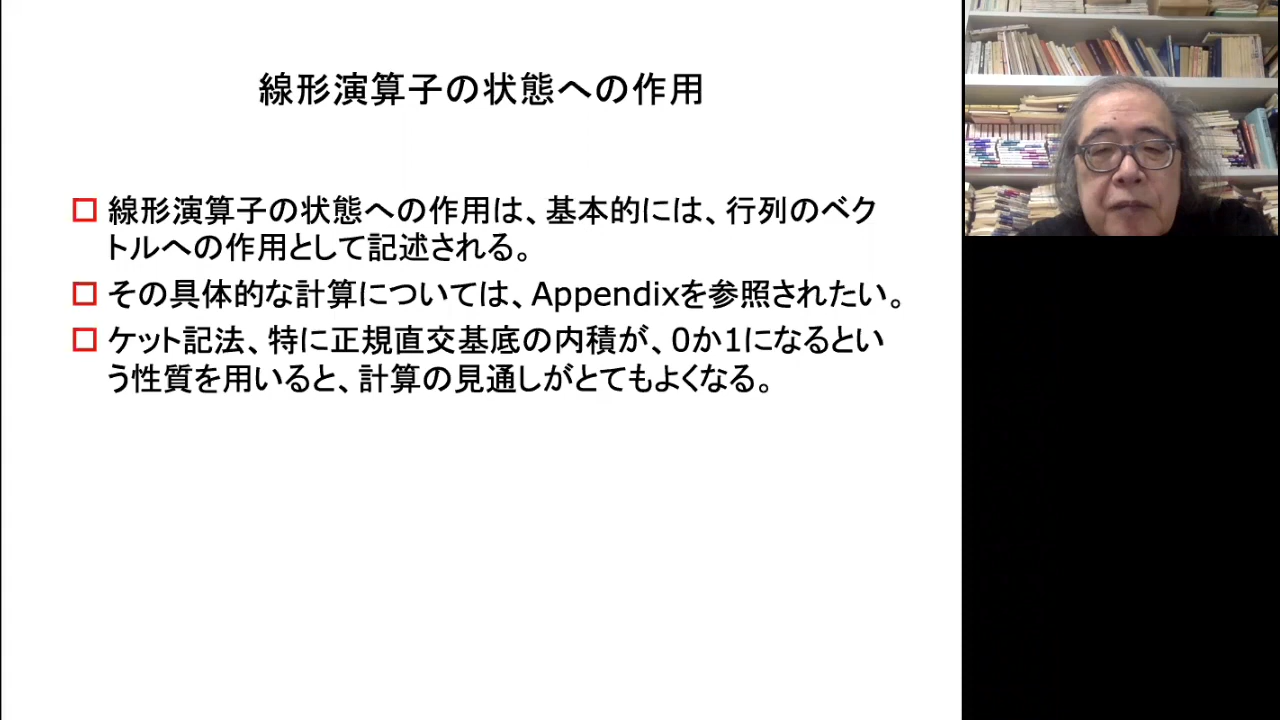 線形演算子の状態への作用
線形演算子の状態への作用は、基本的には、行列のベク
トルへの作用として記述される。
その具体的な計算については、Appendixを参照されたい。
ケット記法、特に正規直交基底の内積が、0か1になるとい
う性質を用いると、計算の見通しがとてもよくなる。